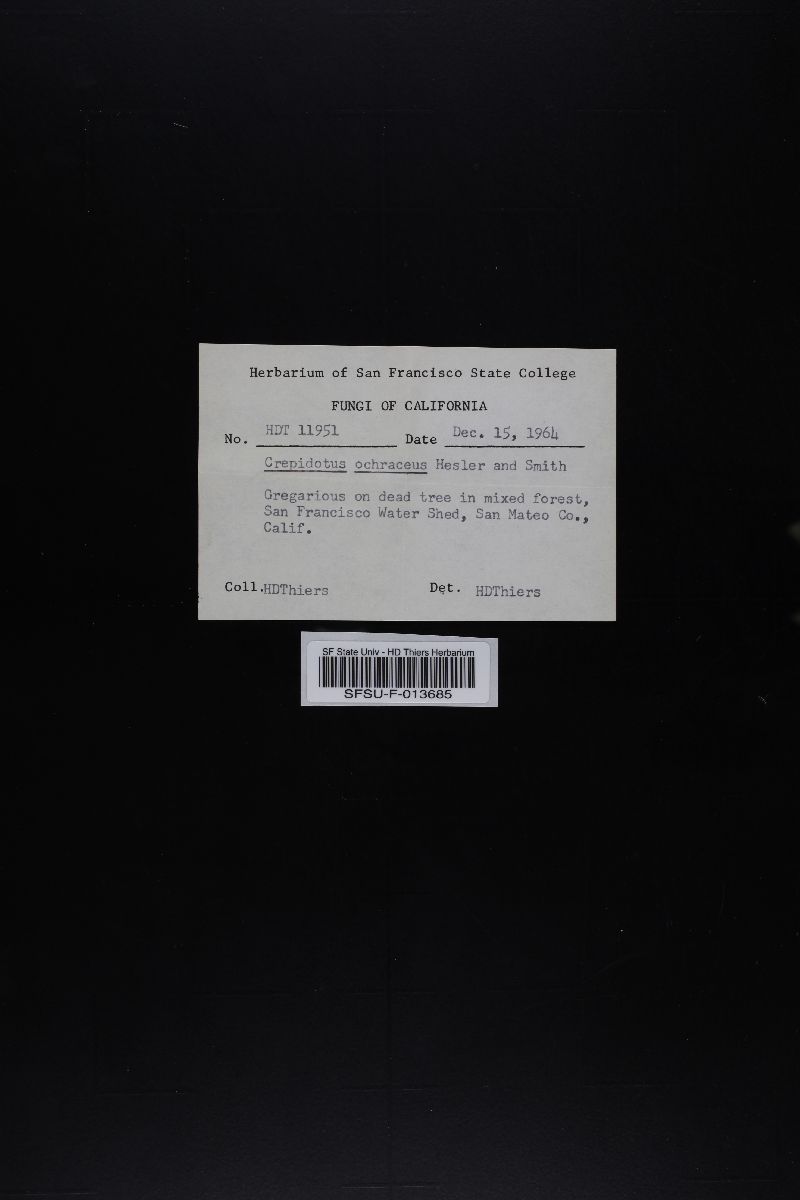 Herbarium of San Francisco State College
FUNGI OF CALIFORNIA
No. HDT 11951 Date Dec. 15, 1964
Crepidotus ochraceus Hesler and Smith
Gregarious on dead tree in mixed forest,
San Francisco Water Shed, San Mateo Co.,
Calif.
Coll.HDThiers Det. HDThiers
SF State Univ - HD Thiers Herbarium
SFSU-F-013685